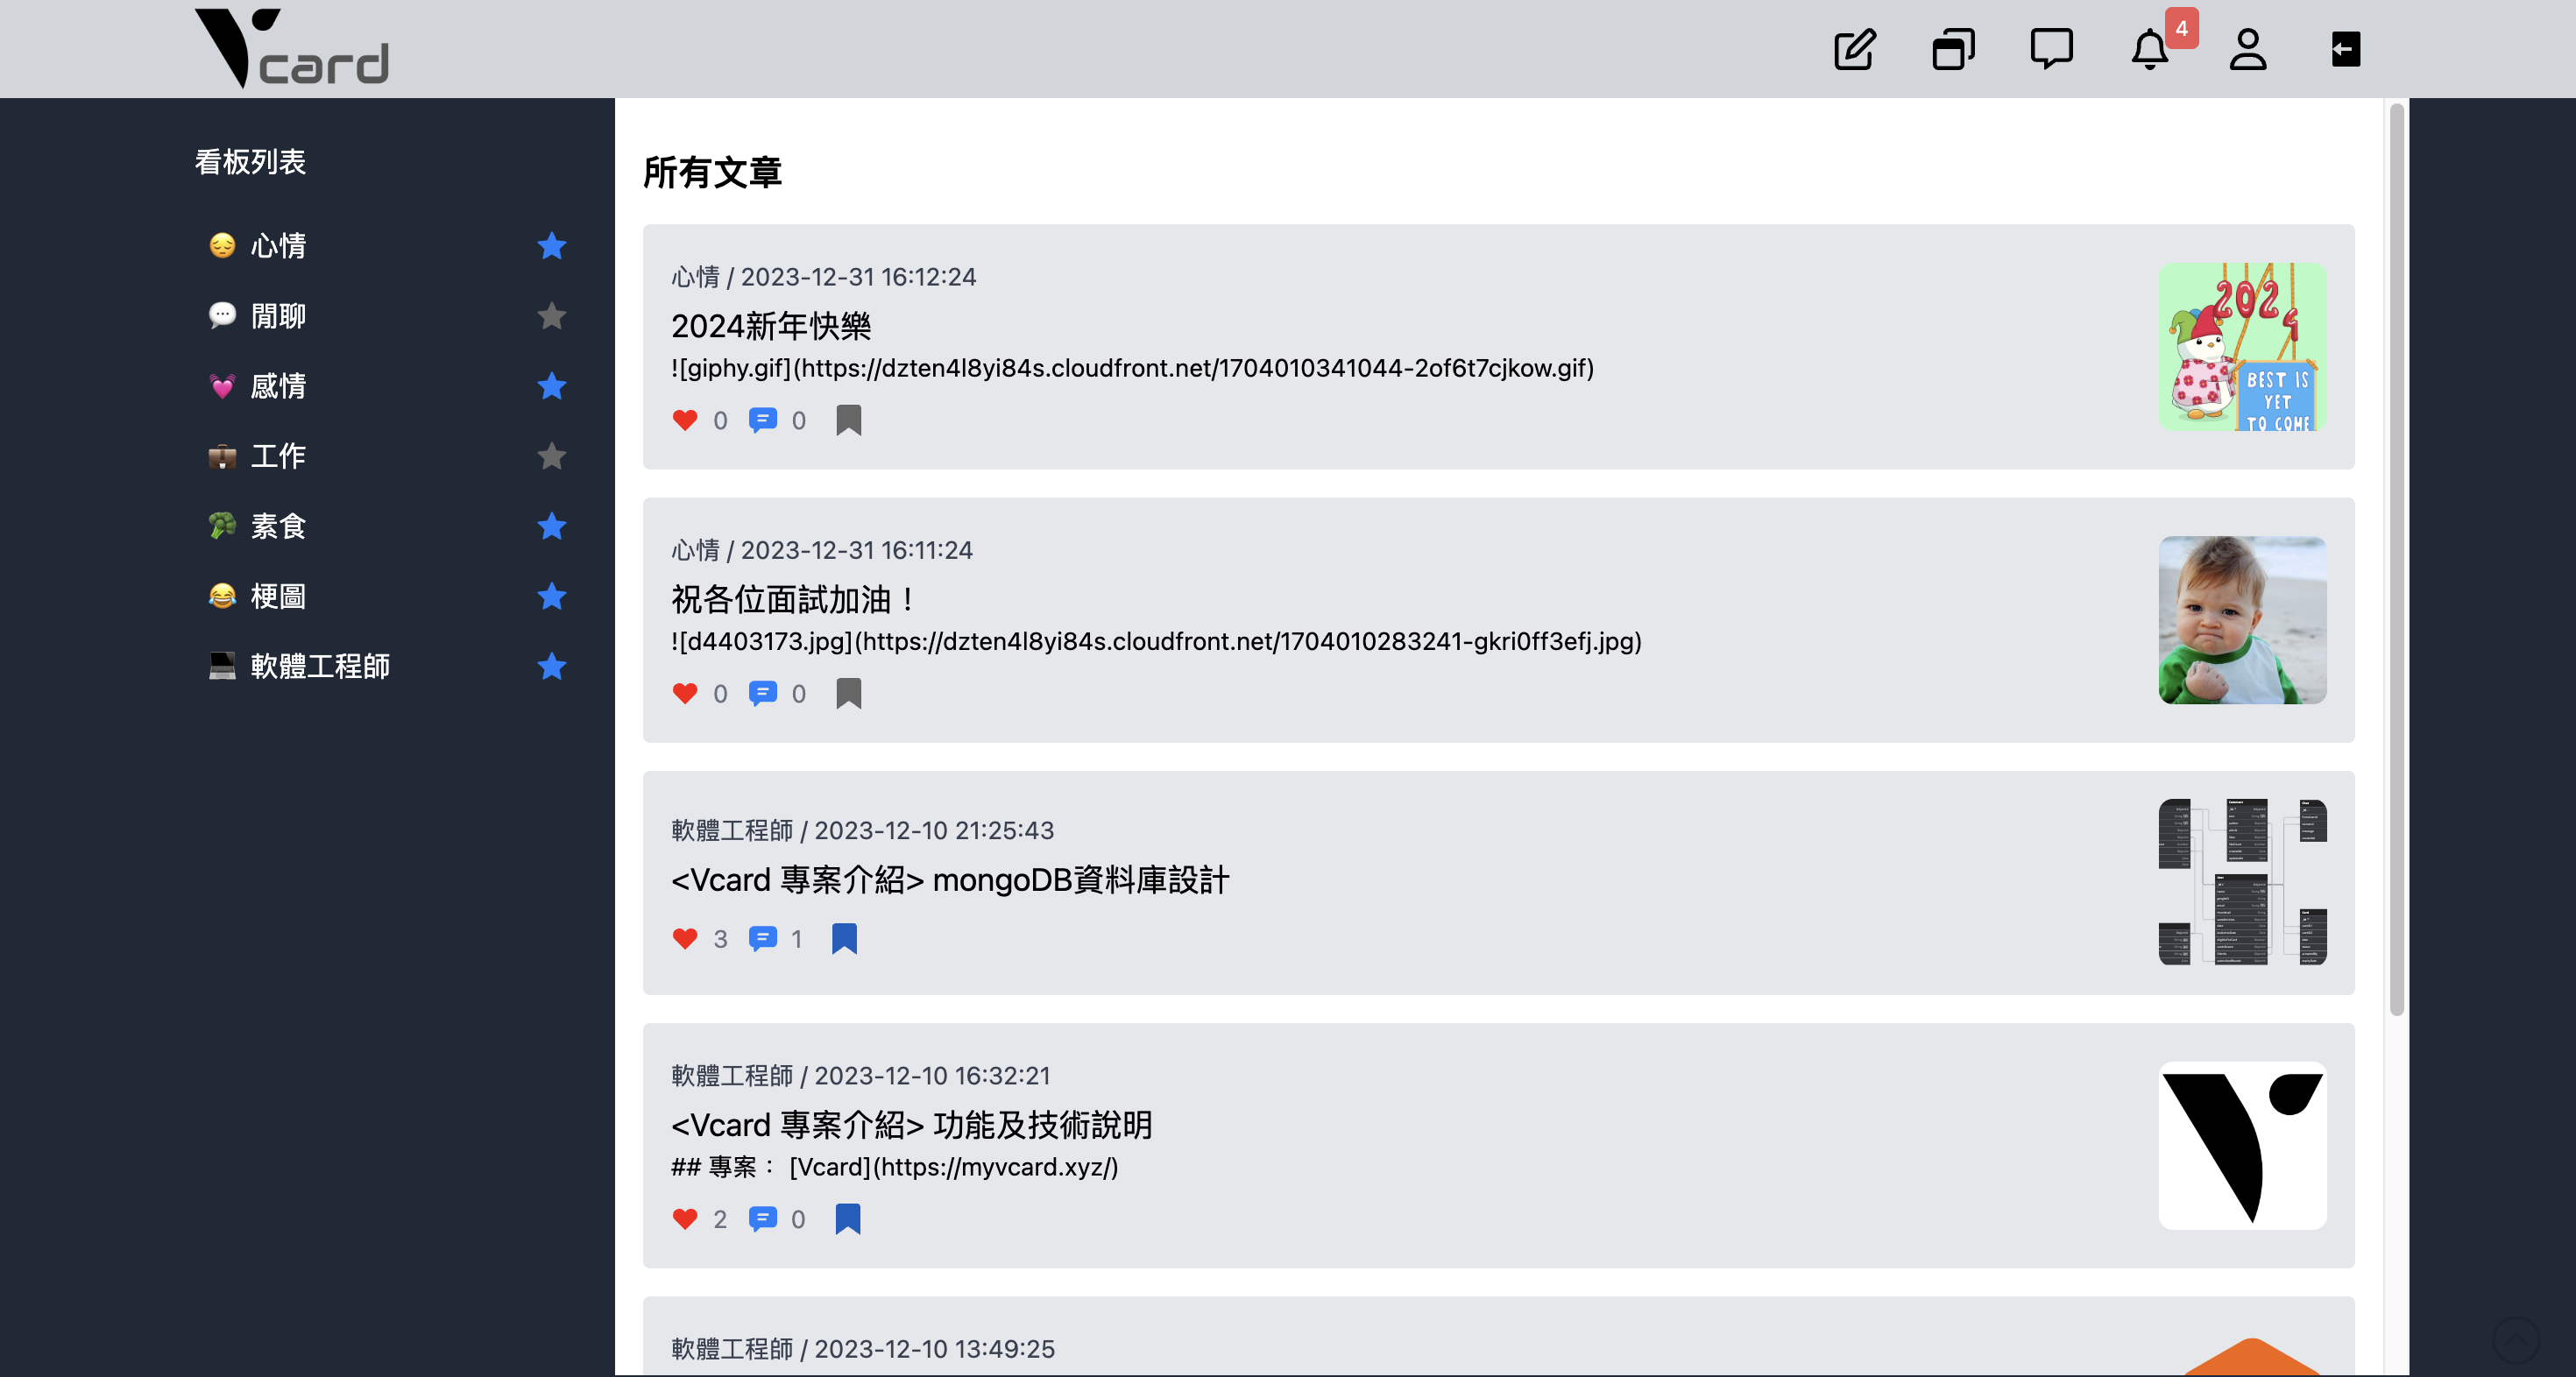 Vcard
4
看板列表
😔 心情
💬 閒聊
💓 感情
💼 工作
🥦 素食
😂 梗圖
💻 軟體工程師
所有文章
心情 / 2023-12-31 16:12:24
2024新年快樂
![giphy.gif](https://dzten4l8yi84s.cloudfront.net/1704010341044-2of6t7cjkow.gif)
0 0
2024
BEST IS
YET
TO COME
心情 / 2023-12-31 16:11:24
祝各位面試加油！
![d4403173.jpg](https://dzten4l8yi84s.cloudfront.net/1704010283241-gkri0ff3efj.jpg)
0 0
軟體工程師 / 2023-12-10 21:25:43
<Vcard 專案介紹> mongoDB資料庫設計
3 1
軟體工程師 / 2023-12-10 16:32:21
<Vcard 專案介紹> 功能及技術說明
## 專案： [Vcard](https://myvcard.xyz/)
2 0
軟體工程師 / 2023-12-10 13:49:25